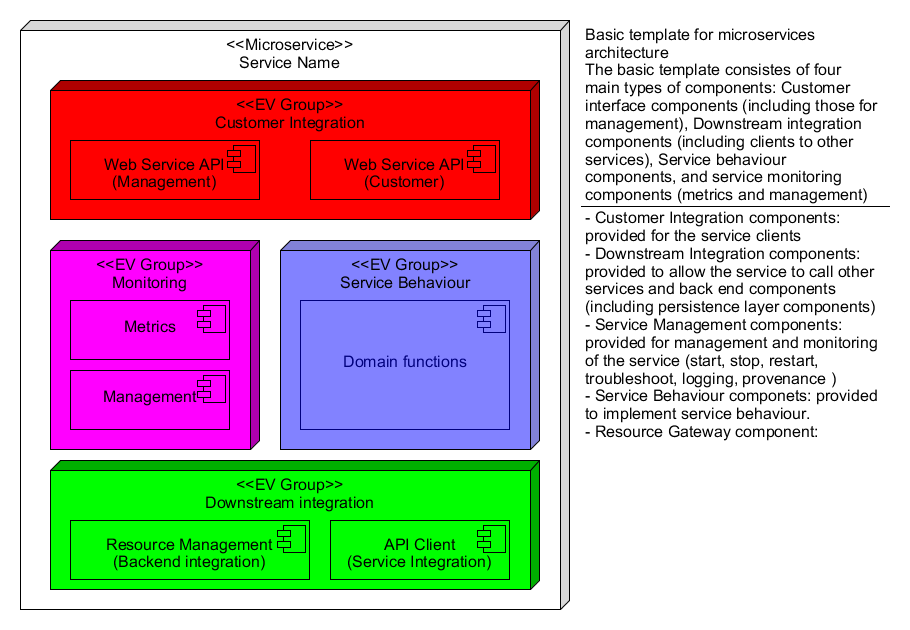 <<Microservice>>
Service Name
<<EV Group>>
Customer Integration
Web Service API
(Management)
Web Service API
(Customer)
<<EV Group>>
Monitoring
Metrics
Management
<<EV Group>>
Service Behaviour
Domain functions
<<EV Group>>
Downstream integration
Resource Management
(Backend integration)
API Client
(Service Integration)
Basic template for microservices
architecture
The basic template consistes of four
main types of components: Customer
interface components (including those for
management), Downstream integration
components (including clients to other
services), Service behaviour
components, and service monitoring
components (metrics and management)
- Customer Integration components:
provided for the service clients
- Downstream Integration components:
provided to allow the service to call other
services and back end components
(including persistence layer components)
- Service Management components:
provided for management and monitoring
of the service (start, stop, restart,
troubleshoot, logging, provenance )
- Service Behaviour componets: provided
to implement service behaviour.
- Resource Gateway component: